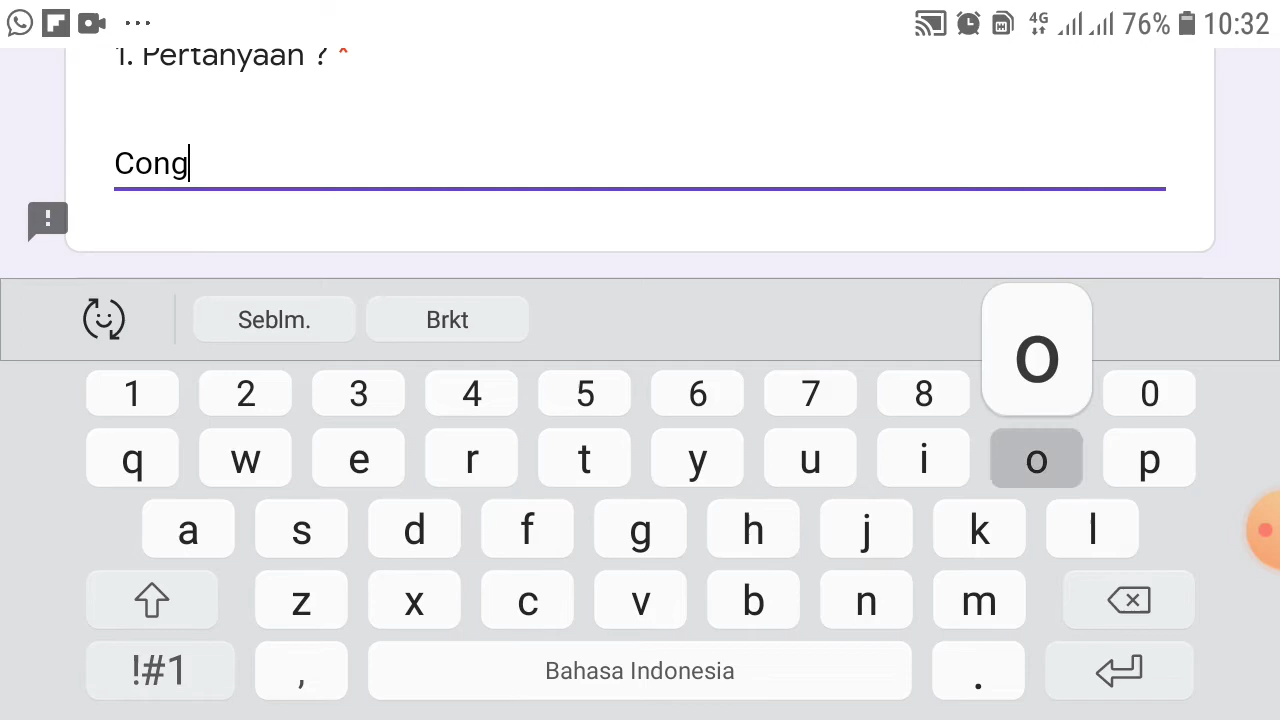 4G 76% 10:32
1. Pertanyaan ? *
Cong
Seblm. Brkt
o
1 2 3 4 5 6 7 8 0
q w e r t y u i o p
a s d f g h j k l
z x c v b n m
!#1 , Bahasa Indonesia .